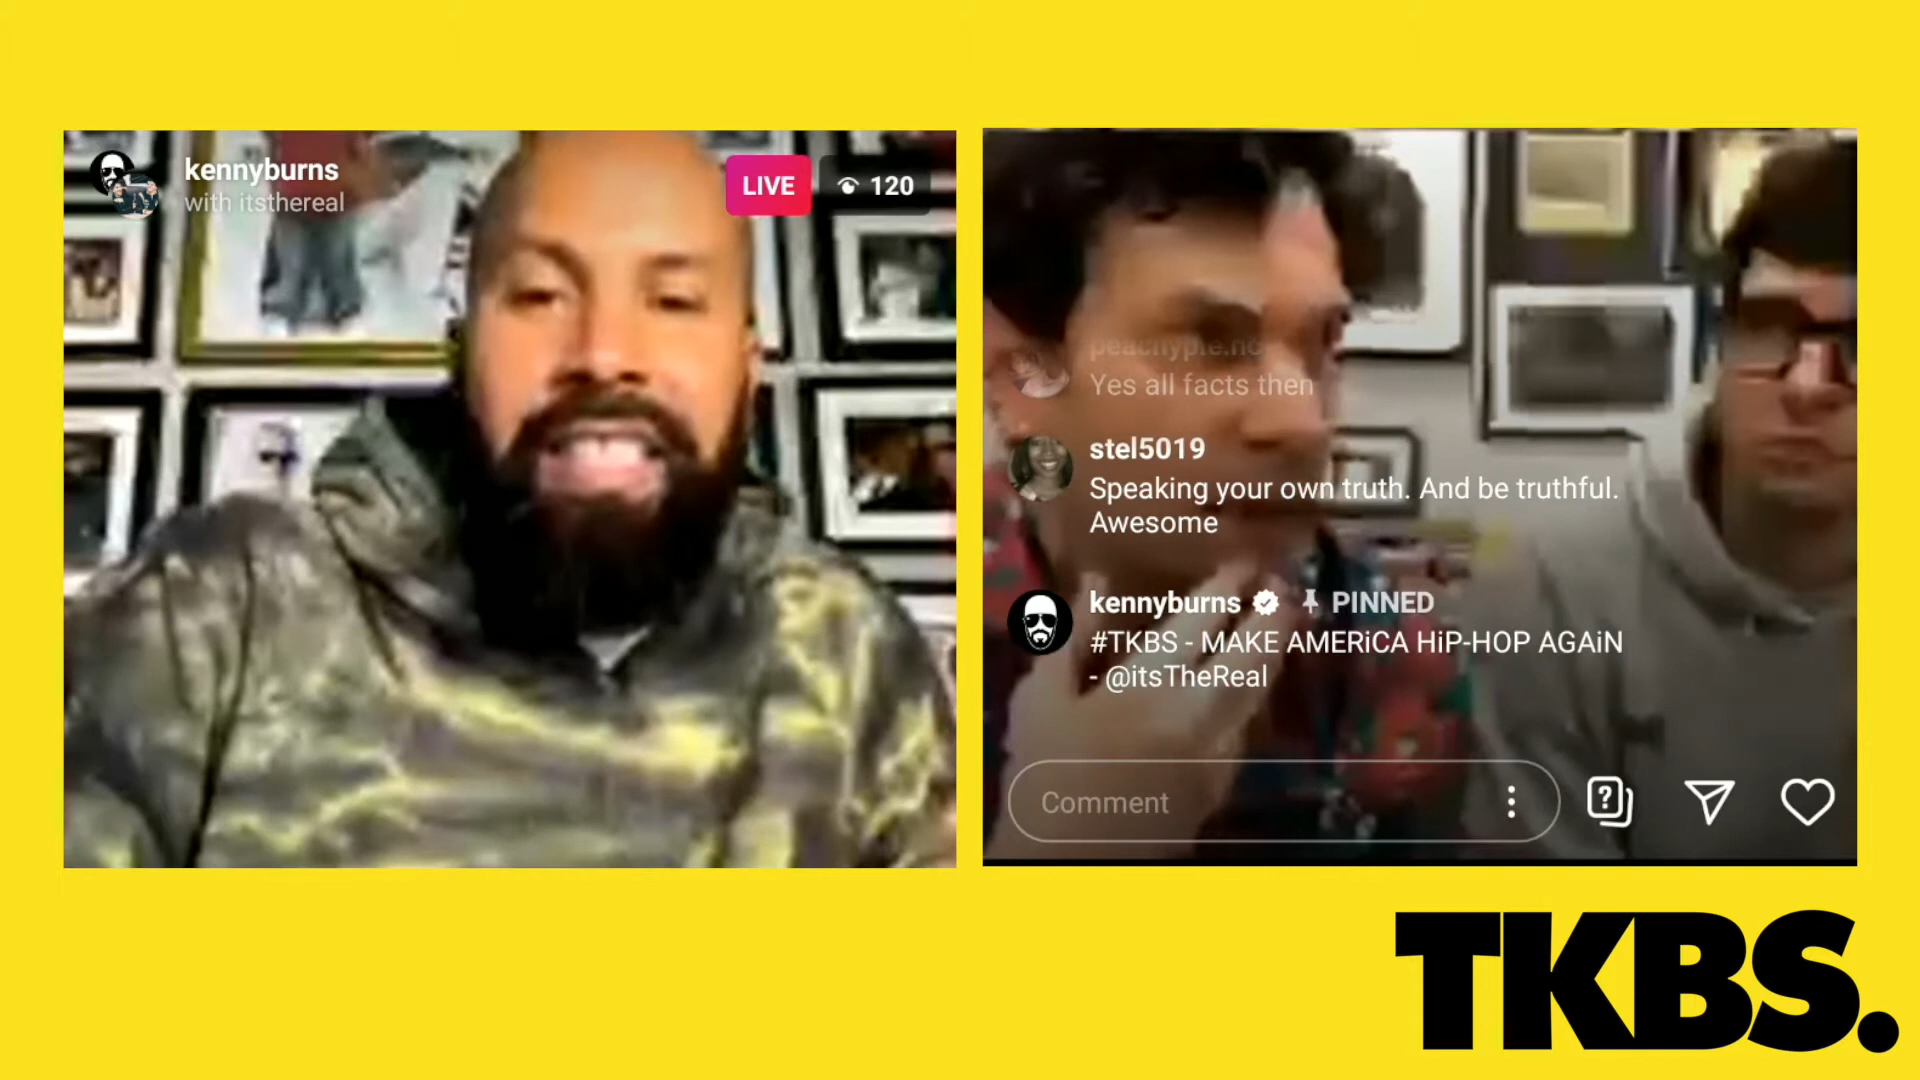 kennyburns
with itsthereal
LIVE
120
Yes all facts then
stel5019
Speaking your own truth. And be truthful.
Awesome
kennyburns PINNED
#TKBS - MAKE AMERiCA HiP-HOP AGAiN
- @itsTheReal
Comment
TKBS.